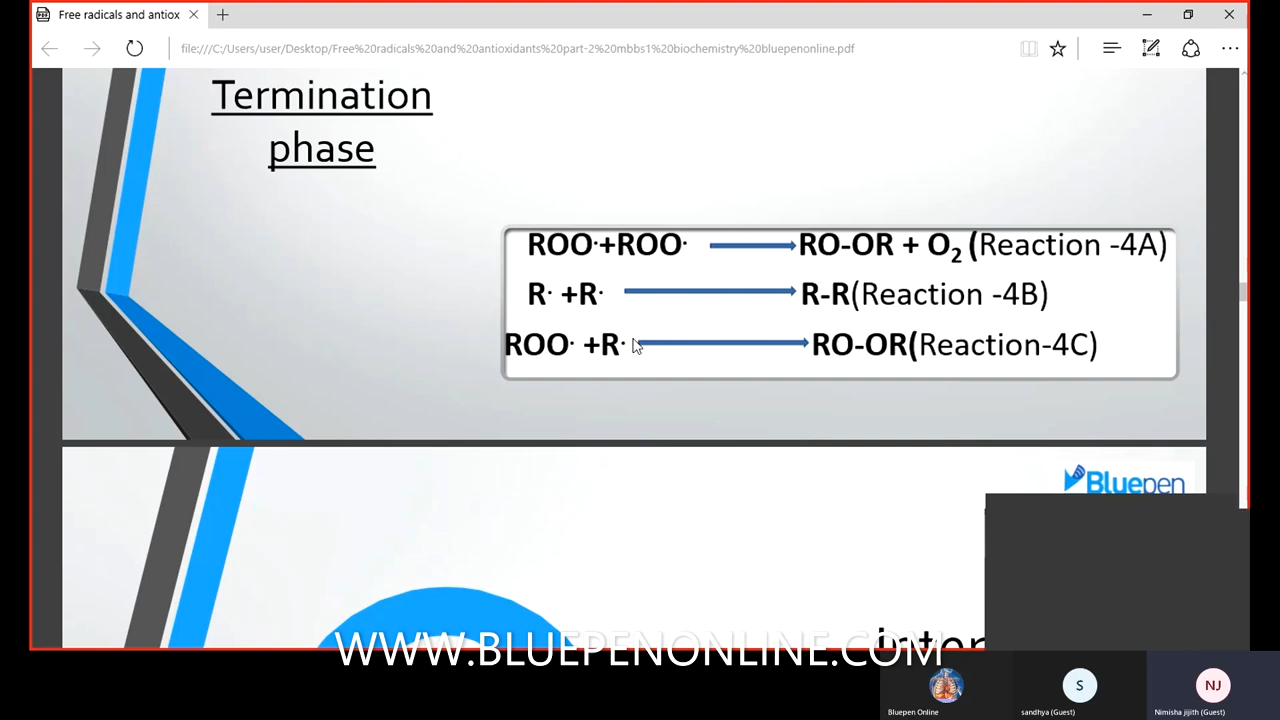 Free radicals and antiox
file:///C:/Users/user/Desktop/Free%20radicals%20and%20antioxidants%20part-2%20mbbs1%20biochemistry%20bluepenonline.pdf
Termination
phase
ROO·+ROO· RO-OR + O₂ (Reaction -4A)
R· +R· R-R(Reaction -4B)
ROO· +R· RO-OR(Reaction-4C)
Bluepen
WWW.BLUEPENONLINE.COM
S
NJ
Bluepen Online
sandhya (Guest)
Nimisha jijith (Guest)